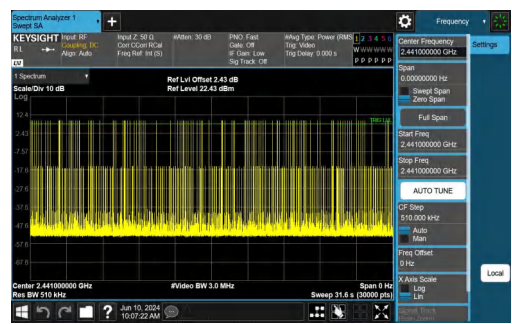 Spectrum Analyzer 1
Swept SA
Frequency
KEYSIGHT
RL
Input: RF
Coupling: DC
Align: Auto
Input Z: 50 Ω
Corr CCorr RCal
Freq Ref: Int (S)
#Atten: 30 dB
PNO: Fast
Gate: Off
IF Gain: Low
Sig Track: Off
#Avg Type: Power (RMS
Trig: Video
Trig Delay: 0.000 s
1 2 3 4 5 6
W W W W W W
P P P P P P
LXI
1 Spectrum
Scale/Div 10 dB
Log
Ref Lvl Offset 2.43 dB
Ref Level 22.43 dBm
TRIG LVL
12.4
2.43
-7.57
-17.6
-27.6
-37.6
-47.6
-57.6
-67.6
Center 2.441000000 GHz
Res BW 510 kHz
#Video BW 3.0 MHz
Span 0 Hz
Sweep 31.6 s (30000 pts)
Center Frequency
2.441000000 GHz
Settings
Span
0.00000000 Hz
Swept Span
Zero Span
Full Span
Start Freq
2.441000000 GHz
Stop Freq
2.441000000 GHz
AUTO TUNE
CF Step
510.000 kHz
Auto
Man
Freq Offset
0 Hz
X Axis Scale
Log
Lin
Local
Signal Track
Jun 10, 2024
10:07:22 AM